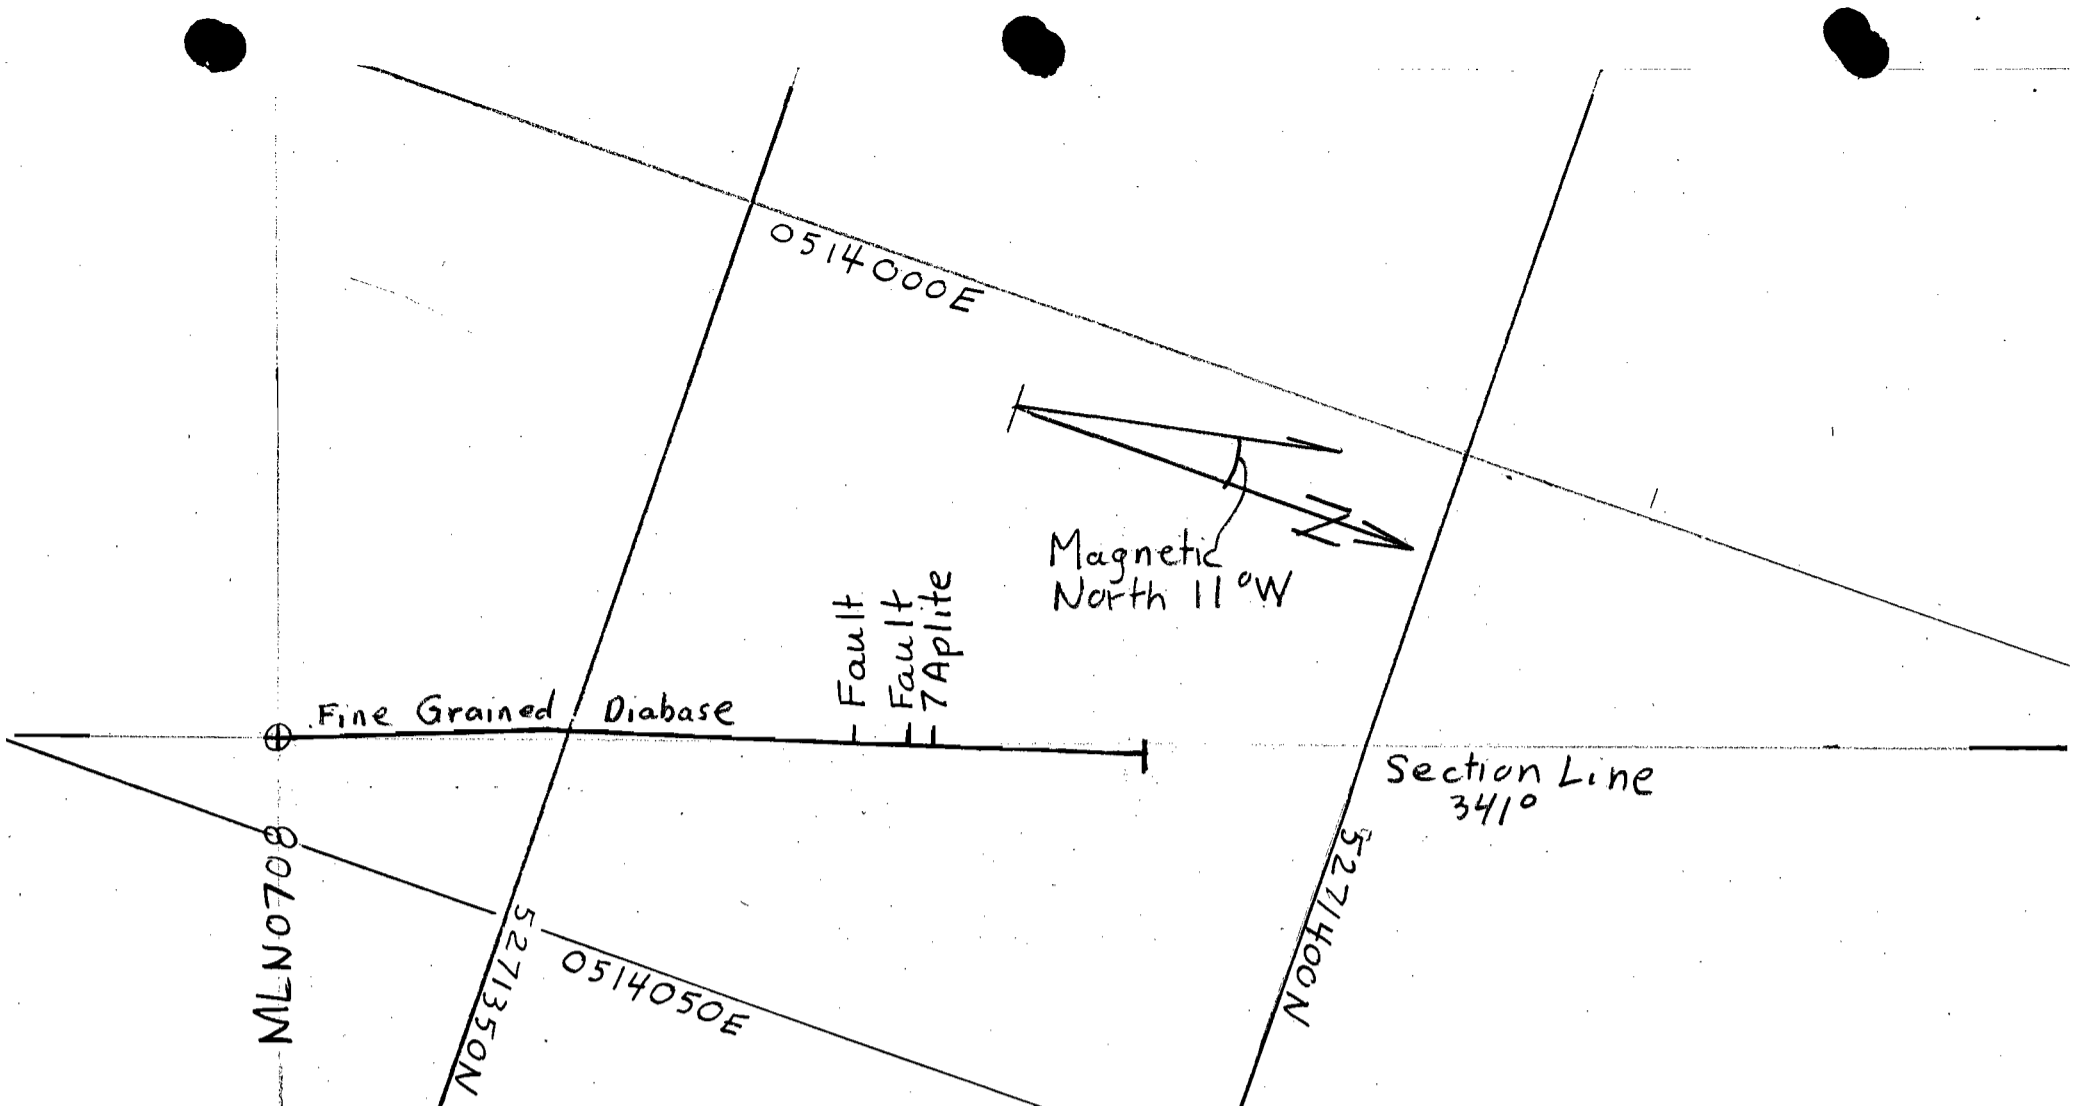 0514000E
Magnetic
North 11°W
N
Fault
Fault
7Aplite
Fine Grained Diabase
Section Line
341°
MLN0708
5271350N
0514050E
5271400N